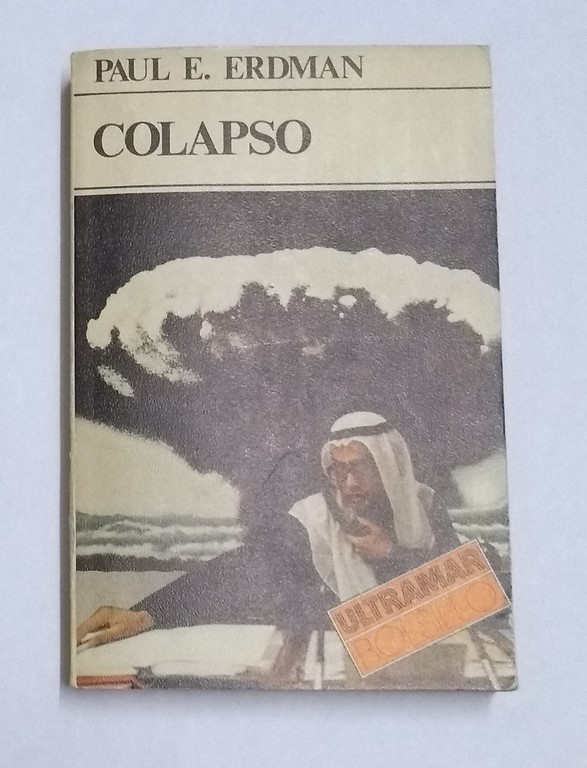 PAUL E. ERDMAN
COLAPSO
ULTRAMAR
BOLSILLO